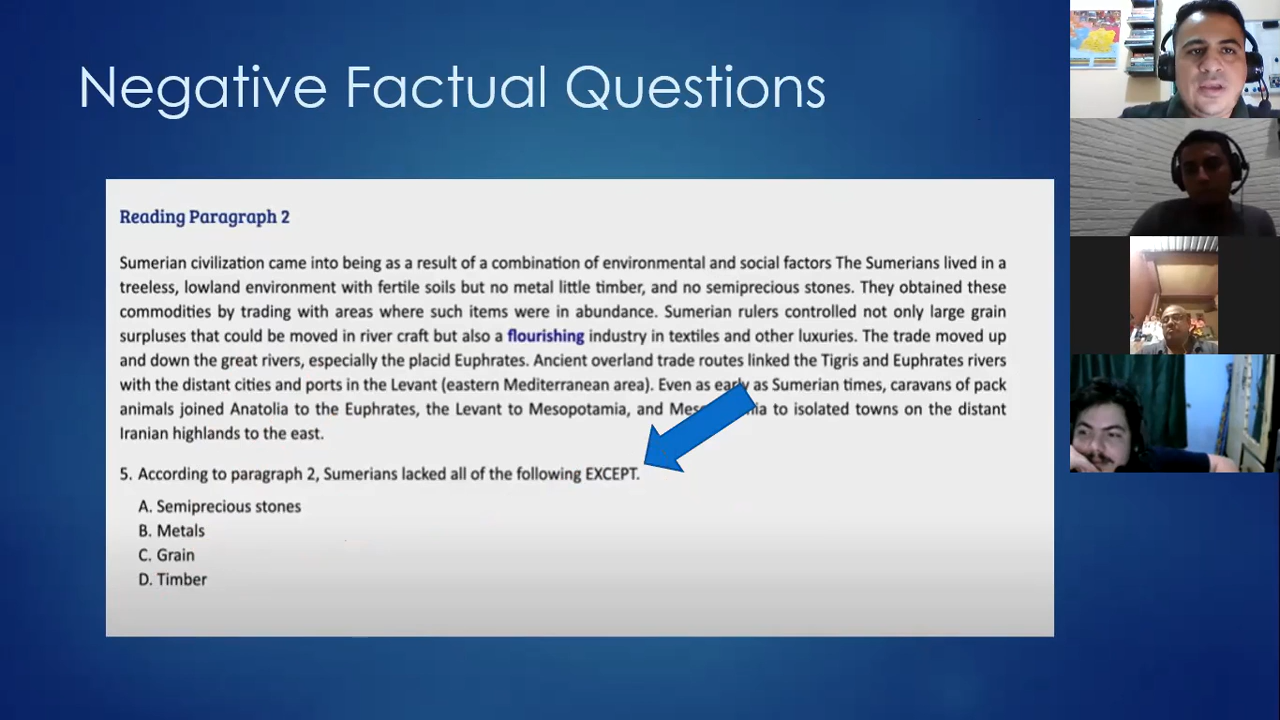 Negative Factual Questions
Reading Paragraph 2
Sumerian civilization came into being as a result of a combination of environmental and social factors The Sumerians lived in a
treeless, lowland environment with fertile soils but no metal little timber, and no semiprecious stones. They obtained these
commodities by trading with areas where such items were in abundance. Sumerian rulers controlled not only large grain
surpluses that could be moved in river craft but also a flourishing industry in textiles and other luxuries. The trade moved up
and down the great rivers, especially the placid Euphrates. Ancient overland trade routes linked the Tigris and Euphrates rivers
with the distant cities and ports in the Levant (eastern Mediterranean area). Even as early as Sumerian times, caravans of pack
animals joined Anatolia to the Euphrates, the Levant to Mesopotamia, and to isolated towns on the distant
Iranian highlands to the east.
5. According to paragraph 2, Sumerians lacked all of the following EXCEPT.
A. Semiprecious stones
B. Metals
C. Grain
D. Timber